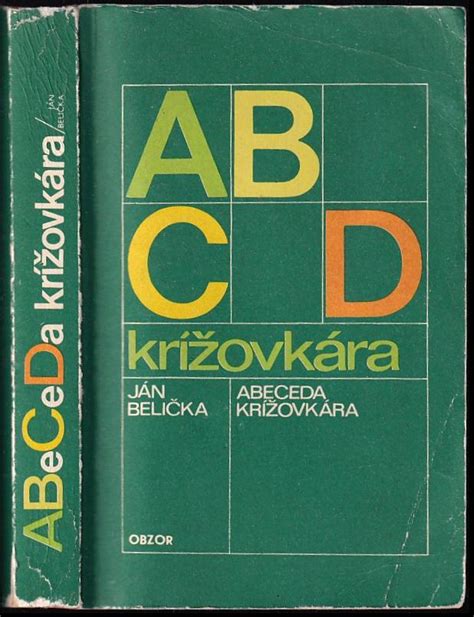 ABeCeDa krížovkára/
JÁN
BELIČKA
AB
C D
krížovkára
JÁN
BELIČKA
ABECEDA
KRÍŽOVKÁRA
OBZOR